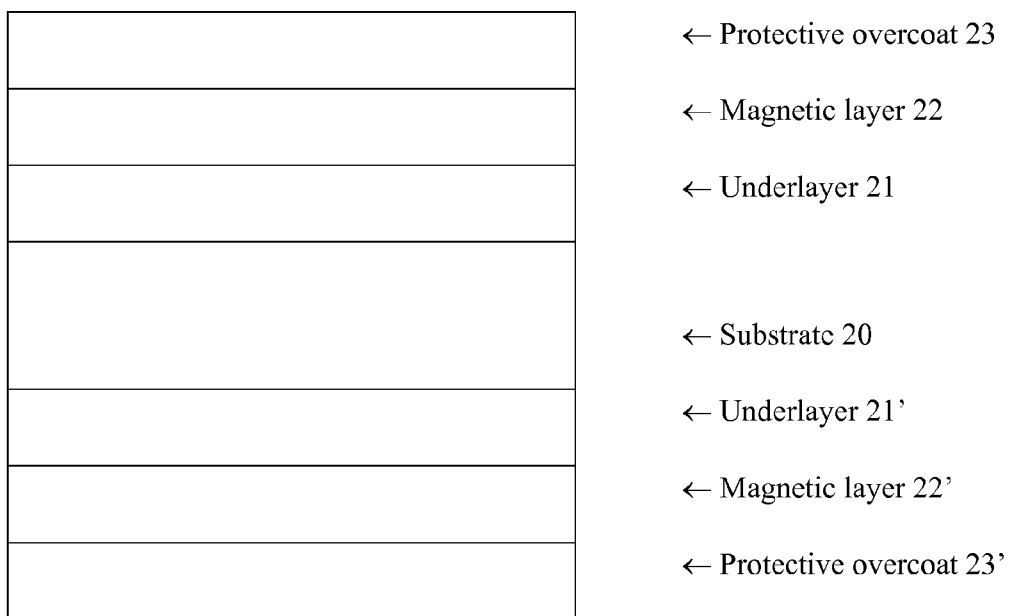 ← Protective overcoat 23
← Magnetic layer 22
← Underlayer 21
← Substrate 20
← Underlayer 21’
← Magnetic layer 22’
← Protective overcoat 23’